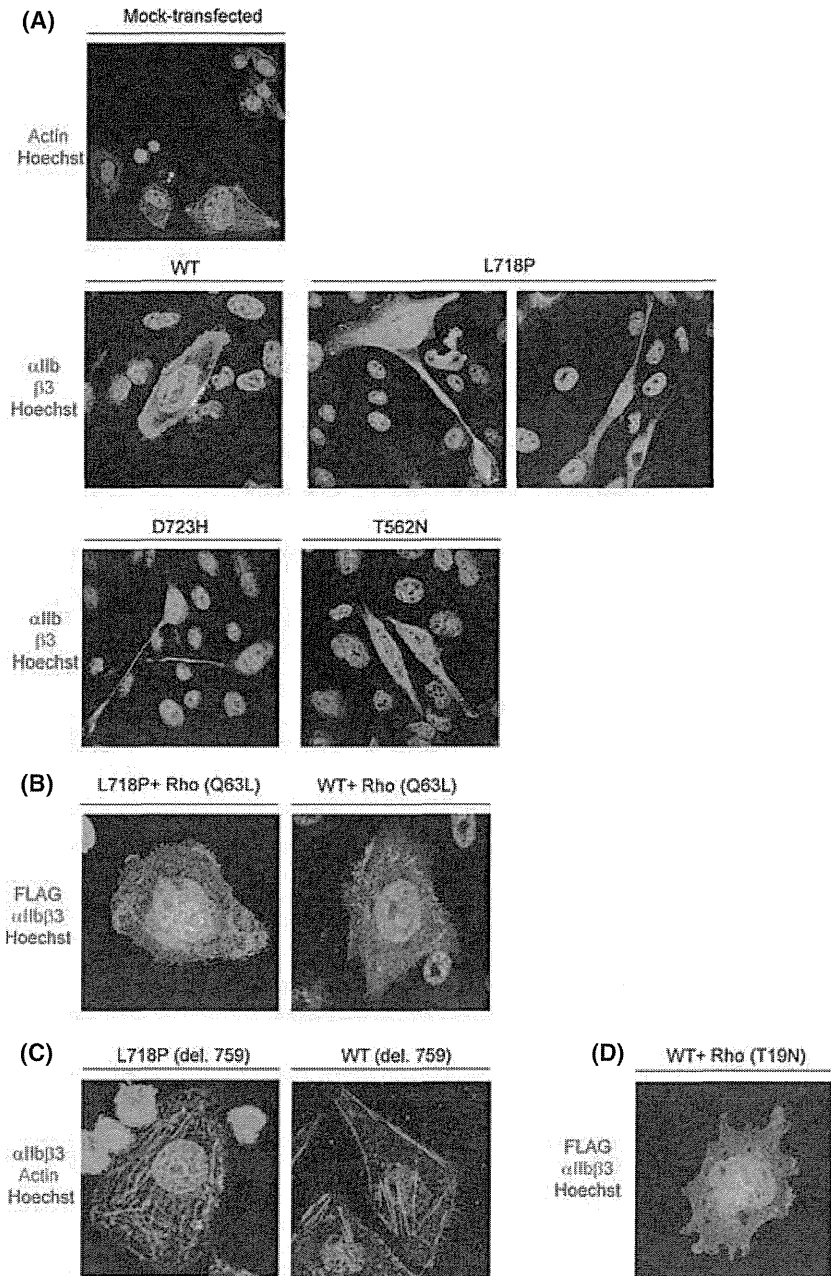 (A)
Mock-transfected
Actin
Hoechst
WT
L718P
αIIb
β3
Hoechst
D723H
T562N
αIIb
β3
Hoechst
(B)
L718P+ Rho (Q63L)
WT+ Rho (Q63L)
FLAG
αIIbβ3
Hoechst
(C)
L718P (del. 759)
WT (del. 759)
αIIbβ3
Actin
Hoechst
(D)
WT+ Rho (T19N)
FLAG
αIIbβ3
Hoechst